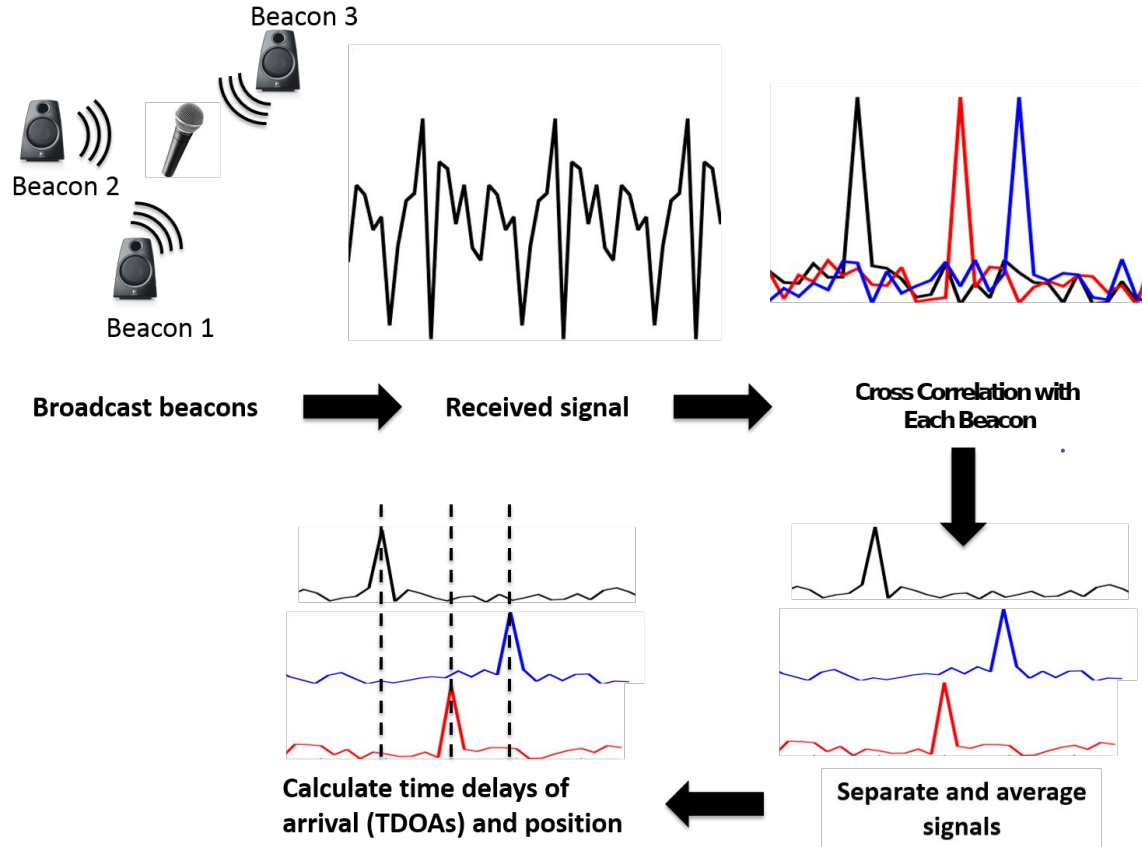 Beacon 3
Beacon 2
Beacon 1
Broadcast beacons
Received signal
Cross Correlation with
Each Beacon
Calculate time delays of
arrival (TDOAs) and position
Separate and average
signals